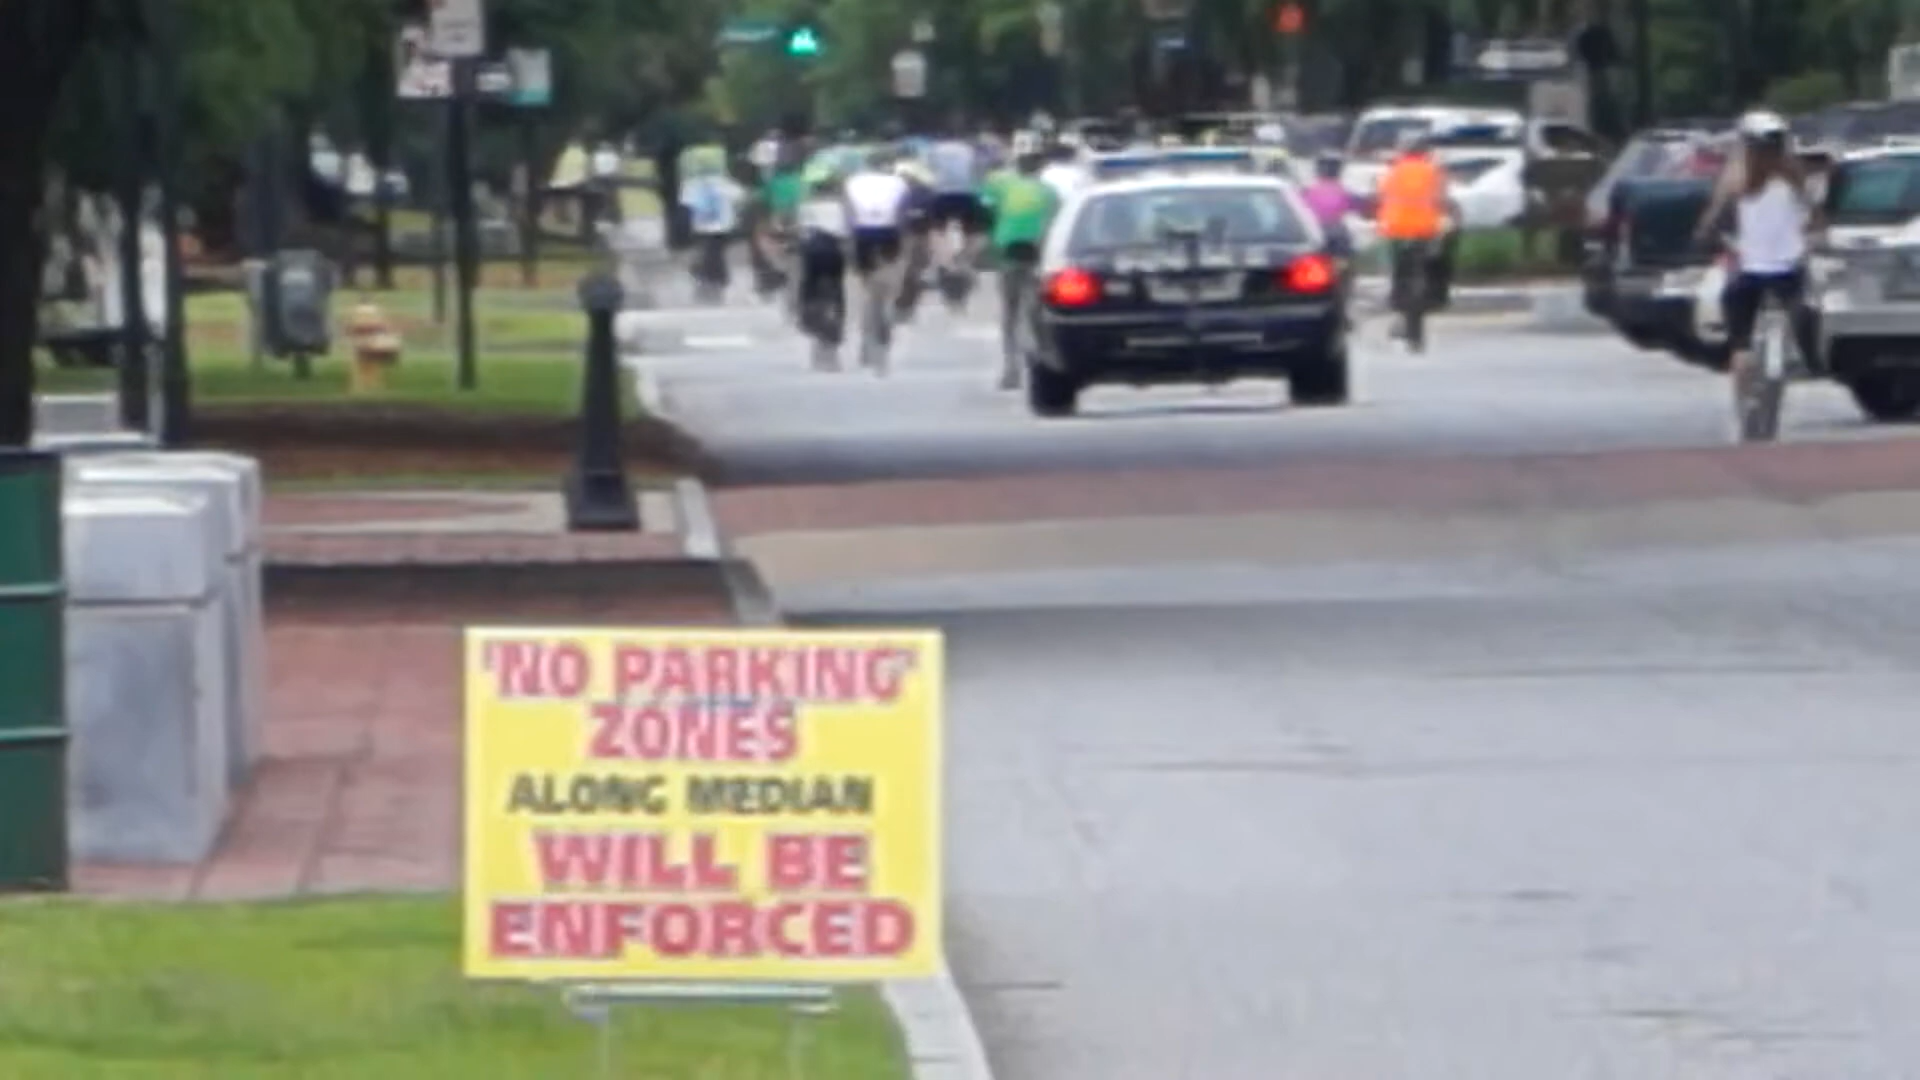 'NO PARKING'
ZONES
ALONG MEDIAN
WILL BE
ENFORCED